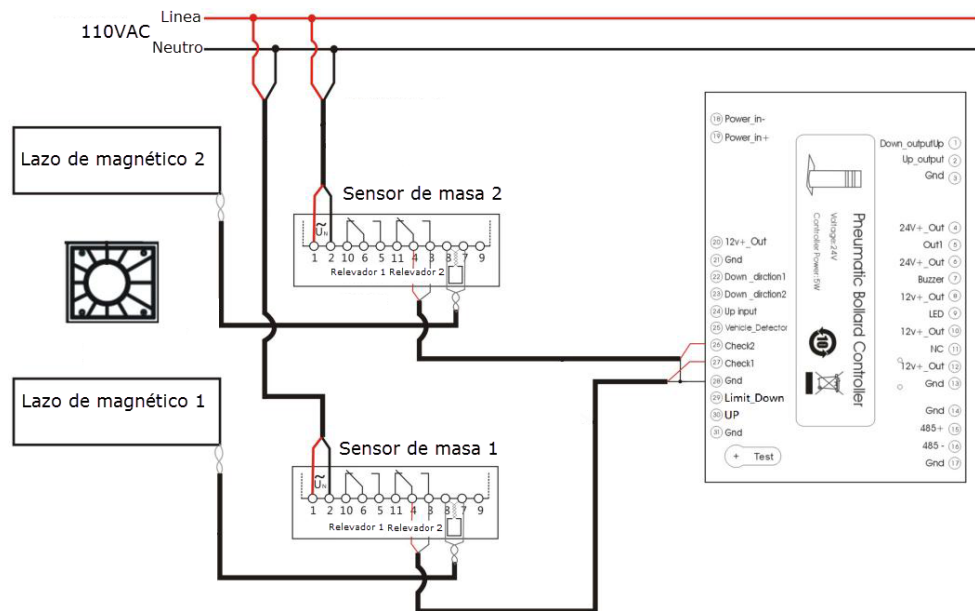 Linea
110VAC
Neutro
Lazo de magnético 2
Sensor de masa 2
U N
1 2 10 6 5 11 4 3 8 7 9
Relevador 1 Relevador 2
Lazo de magnético 1
Sensor de masa 1
U N
1 2 10 6 5 11 4 3 8 7 9
Relevador 1 Relevador 2
18 Power_in-
19 Power_in+
20 12v+_Out
21 Gnd
22 Down_dirction1
23 Down_dirction2
24 Up input
25 Vehicle_Detector
26 Check2
27 Check1
28 Gnd
29 Limit_Down
30 UP
31 Gnd
+ Test
Pneumatic Bollard Controller
Voltage:24V
Controller Power:5W
10
Down_outputUp 1
Up_output 2
Gnd 3
24V+_Out 4
Out1 5
24V+_Out 6
Buzzer 7
12v+_Out 8
LED 9
12v+_Out 10
NC 11
12v+_Out 12
Gnd 13
Gnd 14
485+ 15
485- 16
Gnd 17